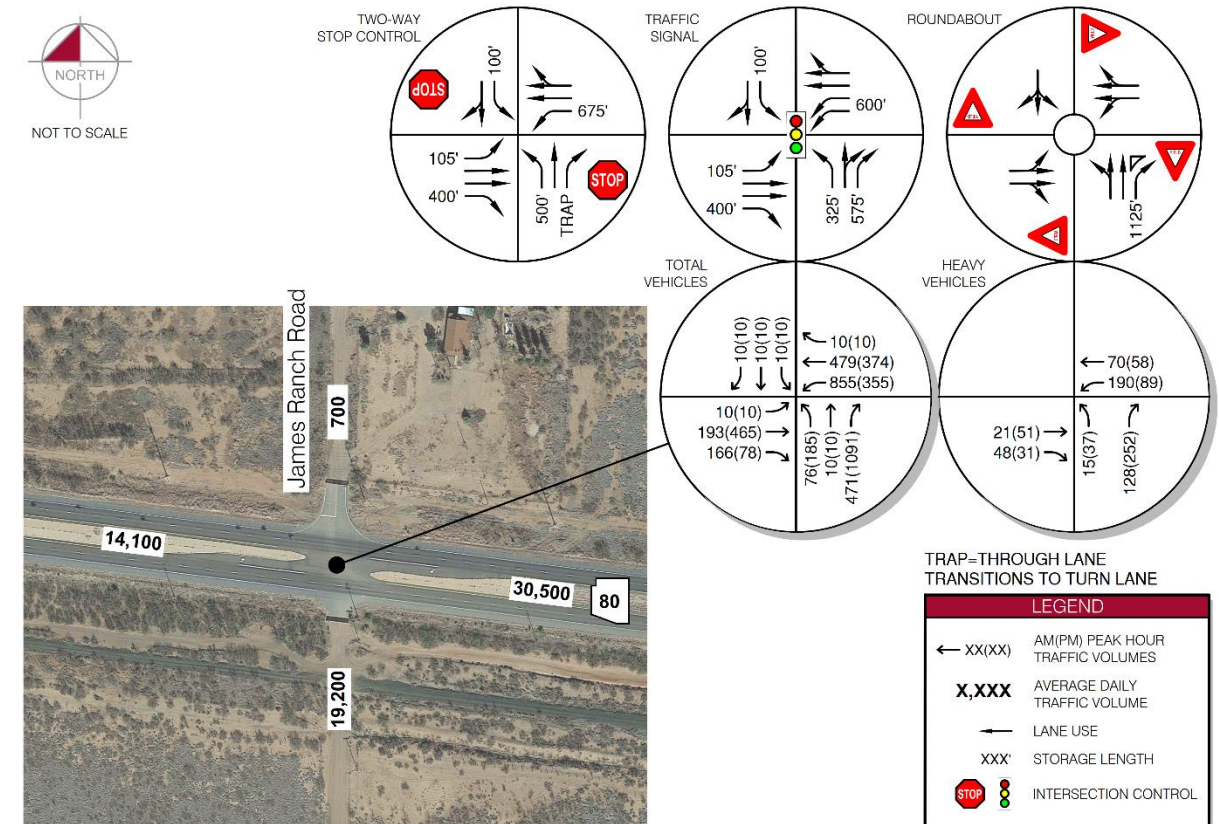 NORTH
NOT TO SCALE
TWO-WAY
STOP CONTROL
STOP
100'
675'
105'
400'
500'
TRAP
STOP
TRAFFIC
SIGNAL
100'
600'
105'
400'
325'
575'
ROUNDABOUT
1125'
TOTAL
VEHICLES
10(10)
10(10)
10(10)
10(10)
479(374)
855(355)
10(10)
193(465)
166(78)
76(185)
10(10)
471(1091)
HEAVY
VEHICLES
70(58)
190(89)
21(51)
48(31)
15(37)
128(252)
James Ranch Road
700
14,100
30,500
80
19,200
TRAP=THROUGH LANE
TRANSITIONS TO TURN LANE
LEGEND
XX(XX) AM(PM) PEAK HOUR
TRAFFIC VOLUMES
X,XXX AVERAGE DAILY
TRAFFIC VOLUME
LANE USE
XXX' STORAGE LENGTH
STOP INTERSECTION CONTROL